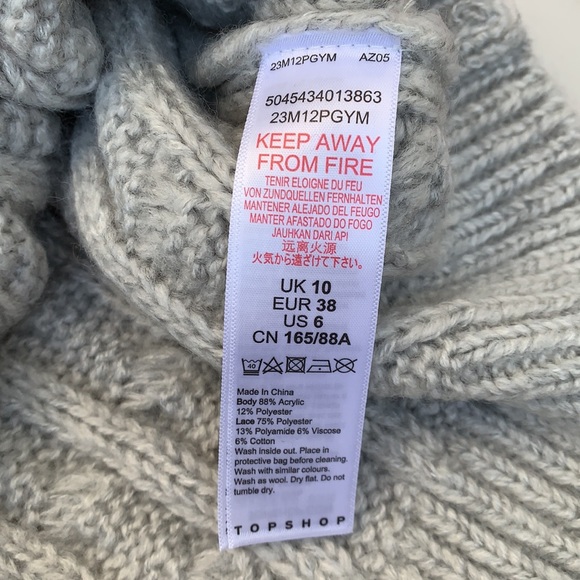 23M12PGYM AZ05
5045434013863
23M12PGYM
KEEP AWAY
FROM FIRE
TENIR ELOIGNE DU FEU
VON ZUNDQUELLEN FERNHALTEN
MANTENER ALEJADO DEL FEUGO
MANTER AFASTADO DO FOGO
JAUHKAN DARI API
远离火源
火気から遠ざけて下さい。
UK 10
EUR 38
US 6
CN 165/88A
40
Made In China
Body 88% Acrylic
12% Polyester
Lace 75% Polyester
13% Polyamide 6% Viscose
6% Cotton
Wash inside out. Place in
protective bag before cleaning.
Wash with similar colours.
Wash as wool. Dry flat. Do not
tumble dry.
TOPSHOP